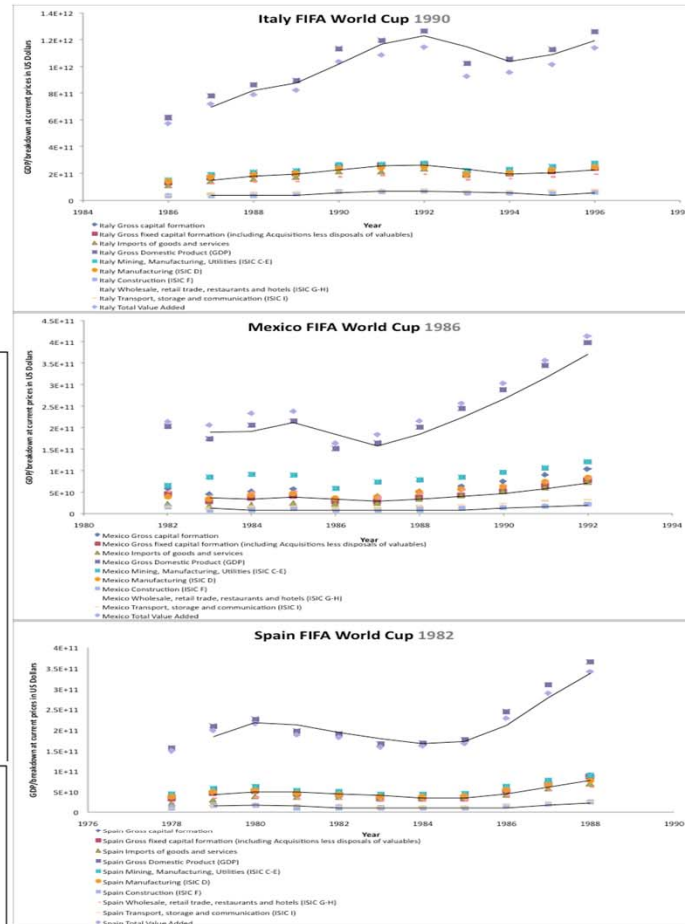 Italy FIFA World Cup 1990
GDP/breakdown at current prices in US Dollars
1.4E+12
1.2E+12
1E+12
8E+11
6E+11
4E+11
2E+11
0
1984 1986 1988 1990 1992 1994 1996 199
Year
Italy Gross capital formation
Italy Gross fixed capital formation (including Acquisitions less disposals of valuables)
Italy Imports of goods and services
Italy Gross Domestic Product (GDP)
Italy Mining, Manufacturing, Utilities (ISIC C-E)
Italy Manufacturing (ISIC D)
Italy Construction (ISIC F)
Italy Wholesale, retail trade, restaurants and hotels (ISIC G-H)
Italy Transport, storage and communication (ISIC I)
Italy Total Value Added
Mexico FIFA World Cup 1986
GDP/breakdown at current prices in US Dollars
4.5E+11
4E+11
3.5E+11
3E+11
2.5E+11
2E+11
1.5E+11
1E+11
5E+10
0
1980 1982 1984 1986 1988 1990 1992 1994
Year
Mexico Gross capital formation
Mexico Gross fixed capital formation (including Acquisitions less disposals of valuables)
Mexico Imports of goods and services
Mexico Gross Domestic Product (GDP)
Mexico Mining, Manufacturing, Utilities (ISIC C-E)
Mexico Manufacturing (ISIC D)
Mexico Construction (ISIC F)
Mexico Wholesale, retail trade, restaurants and hotels (ISIC G-H)
Mexico Transport, storage and communication (ISIC I)
Mexico Total Value Added
Spain FIFA World Cup 1982
GDP/breakdown at current prices in US Dollars
4E+11
3.5E+11
3E+11
2.5E+11
2E+11
1.5E+11
1E+11
5E+10
0
1976 1978 1980 1982 1984 1986 1988 1990
Year
Spain Gross capital formation
Spain Gross fixed capital formation (including Acquisitions less disposals of valuables)
Spain Imports of goods and services
Spain Gross Domestic Product (GDP)
Spain Mining, Manufacturing, Utilities (ISIC C-E)
Spain Manufacturing (ISIC D)
Spain Construction (ISIC F)
Spain Wholesale, retail trade, restaurants and hotels (ISIC G-H)
Spain Transport, storage and communication (ISIC I)
Spain Total Value Added